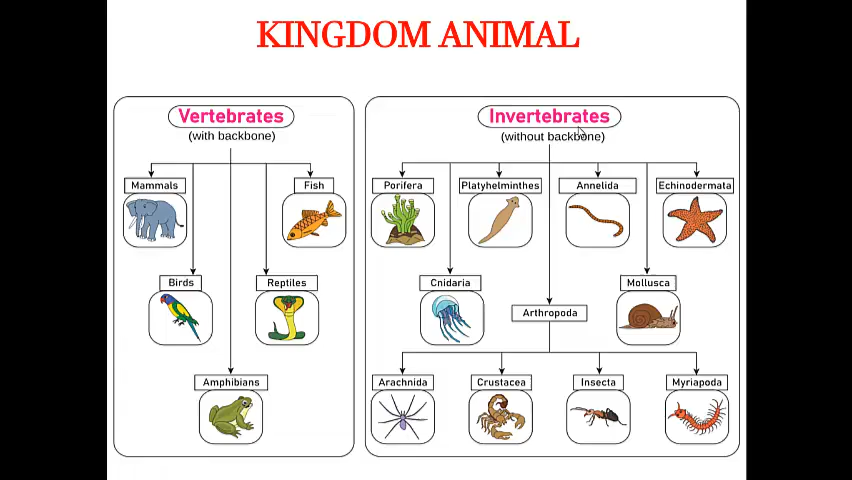 KINGDOM ANIMAL
Vertebrates
(with backbone)
Mammals
Fish
Birds
Reptiles
Amphibians
Invertebrates
(without backbone)
Porifera
Platyhelminthes
Annelida
Echinodermata
Cnidaria
Mollusca
Arthropoda
Arachnida
Crustacea
Insecta
Myriapoda